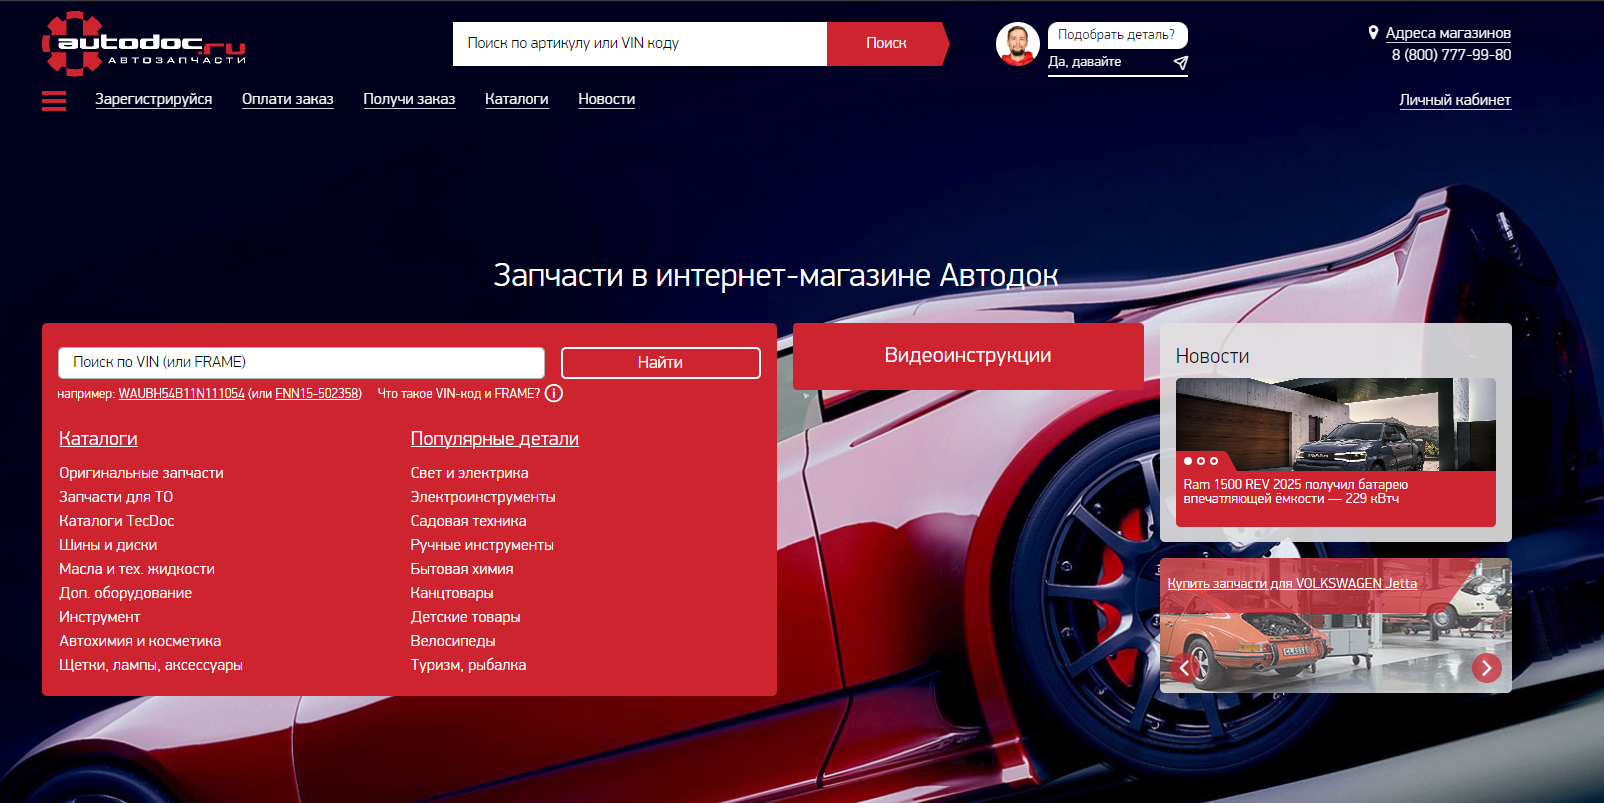 autodoc.ru
АВТОЗАПЧАСТИ
Поиск по артикулу или VIN коду
Поиск
Подобрать деталь?
Да, давайте
Адреса магазинов
8 (800) 777-99-80
Зарегистрируйся
Оплати заказ
Получи заказ
Каталоги
Новости
Личный кабинет
Запчасти в интернет-магазине Автодок
Поиск по VIN (или FRAME)
Найти
например: WAUBH54B11N111054 (или FNN15-502358)
Что такое VIN-код и FRAME?
Каталоги
Оригинальные запчасти
Запчасти для ТО
Каталоги TecDoc
Шины и диски
Масла и тех. жидкости
Доп. оборудование
Инструмент
Автохимия и косметика
Щетки, лампы, аксессуары
Популярные детали
Свет и электрика
Электроинструменты
Садовая техника
Ручные инструменты
Бытовая химия
Канцтовары
Детские товары
Велосипеды
Туризм, рыбалка
Видеоинструкции
Новости
Ram 1500 REV 2025 получил батарею
впечатляющей ёмкости — 229 кВтч
Купить запчасти для VOLKSWAGEN Jetta